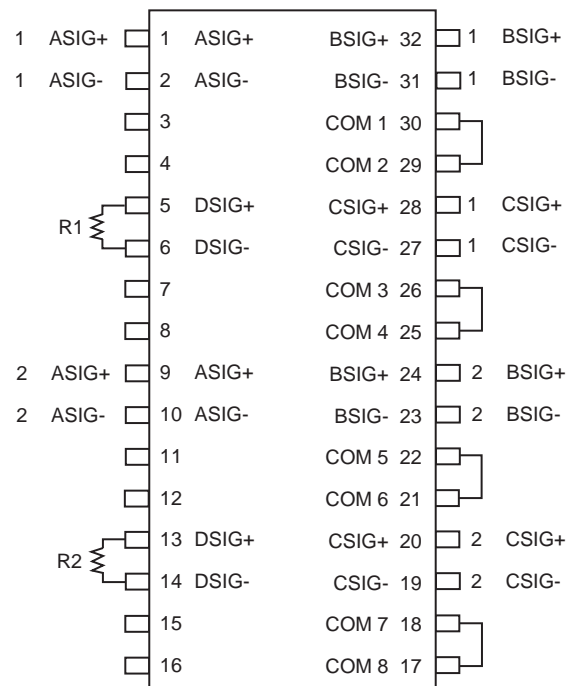 1 ASIG+ 1 ASIG+ BSIG+ 32 1 BSIG+
1 ASIG- 2 ASIG- BSIG- 31 1 BSIG-
3 COM 1 30
4 COM 2 29
5 DSIG+ CSIG+ 28 1 CSIG+
R1
6 DSIG- CSIG- 27 1 CSIG-
7 COM 3 26
8 COM 4 25
2 ASIG+ 9 ASIG+ BSIG+ 24 2 BSIG+
2 ASIG- 10 ASIG- BSIG- 23 2 BSIG-
11 COM 5 22
12 COM 6 21
13 DSIG+ CSIG+ 20 2 CSIG+
R2
14 DSIG- CSIG- 19 2 CSIG-
15 COM 7 18
16 COM 8 17